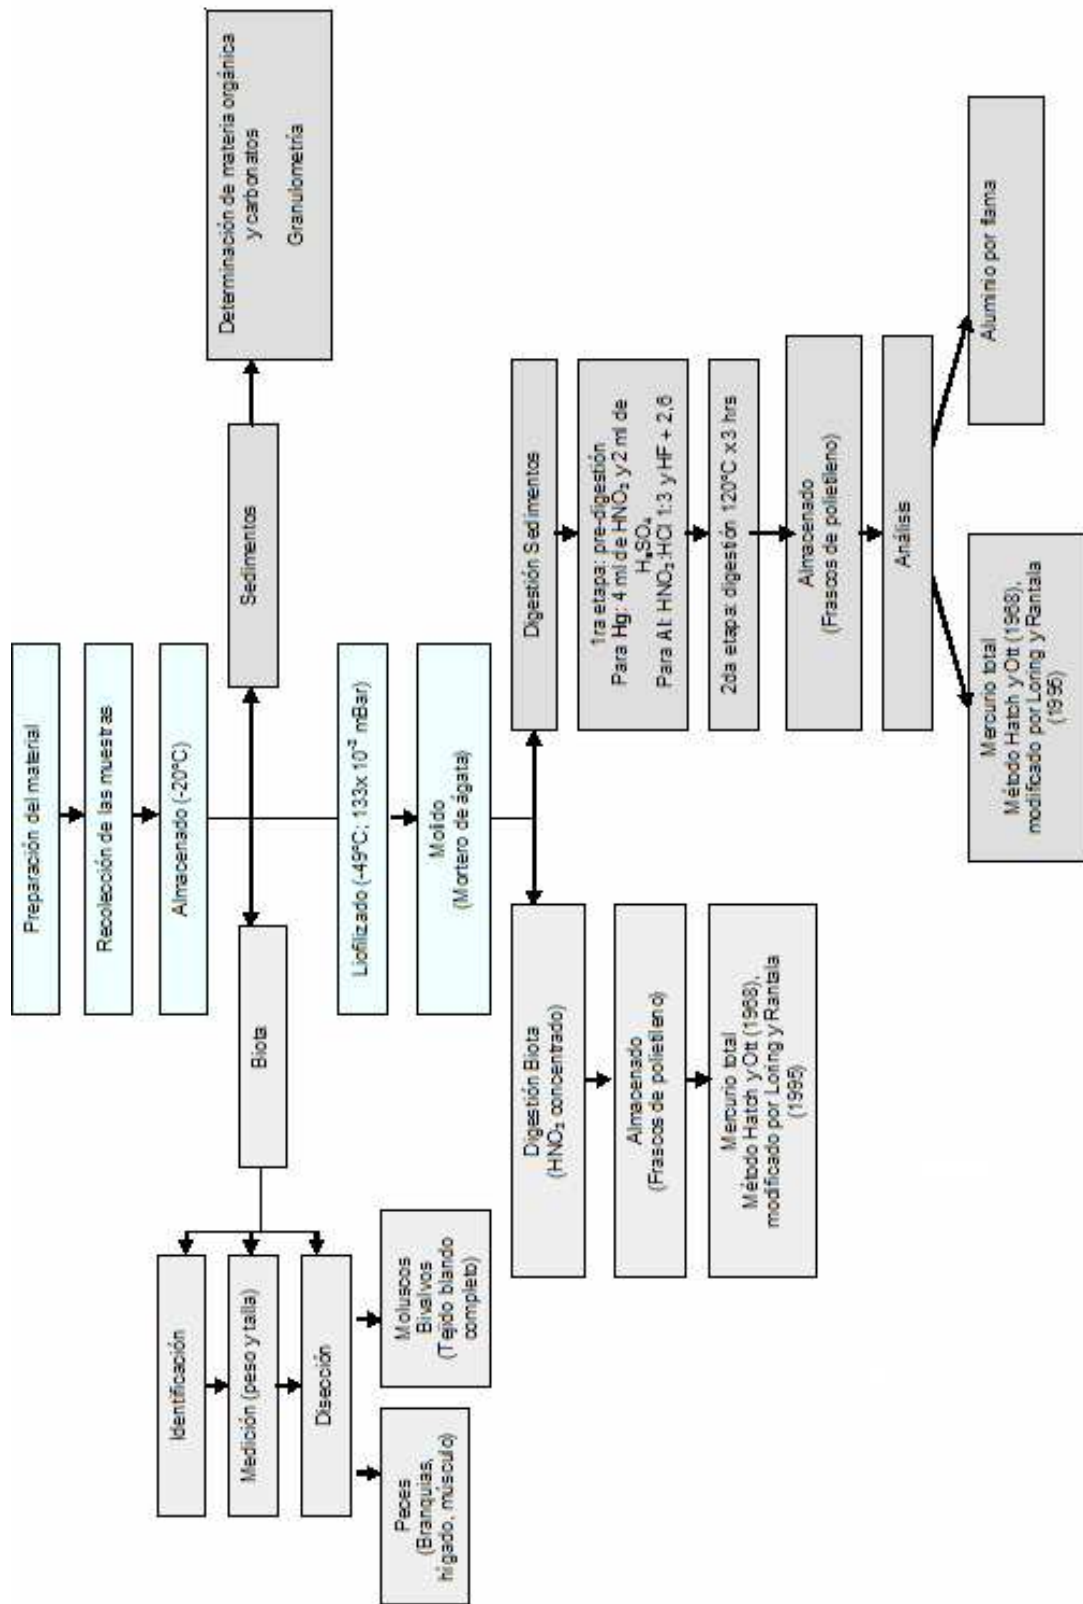 Preparación del material
Recolección de las muestras
Almacenado (-20ºC)
Biota
Sedimentos
Determinación de materia orgánica
y carbonatos
Granulometría
Identificación
Medición (peso y talla)
Disección
Peces
(Branquias,
hígado, músculo)
Moluscos
Bivalvos
(Tejido blando
completo)
Liofilizado (-49ºC; 133x 10⁻³ mBar)
Molido
(Mortero de ágata)
Digestión Biota
(HNO₃ concentrado)
Almacenado
(Frascos de polietileno)
Mercurio total
Método Hatch y Ott (1968),
modificado por Loring y Rantala
(1995)
Digestión Sedimentos
1ra etapa: pre-digestión
Para Hg: 4 ml de HNO₃ y 2 ml de
H₂SO₄
Para Al: HNO₃:HCl 1:3 y HF + 2,6
2da etapa: digestión 120ºC x 3 hrs
Almacenado
(Frascos de polietileno)
Análisis
Mercurio total
Método Hatch y Ott (1968),
modificado por Loring y Rantala
(1995)
Aluminio por flama